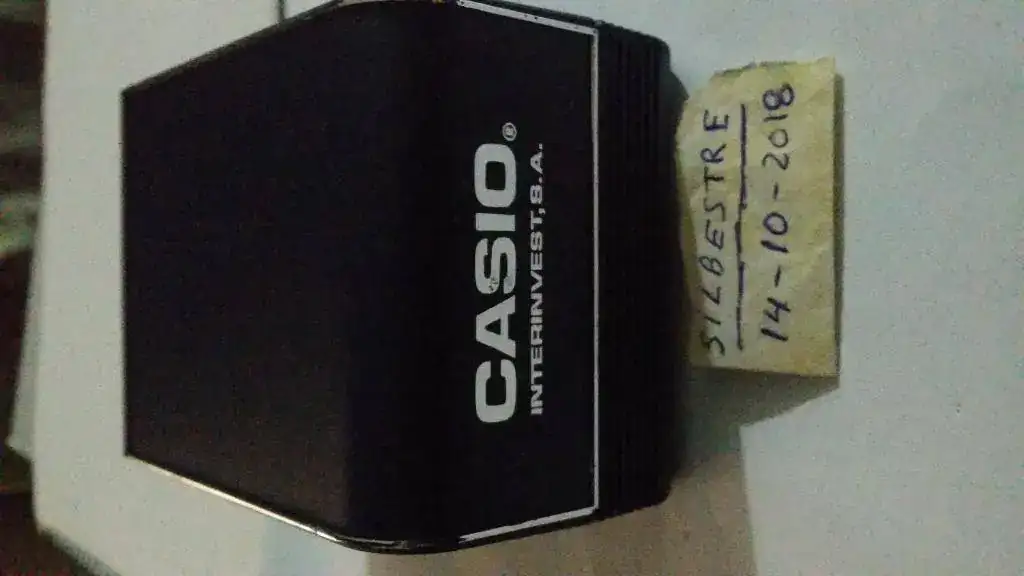 CASIO®
INTERINVEST,S.A.
SILBESTRE
14-10-2018